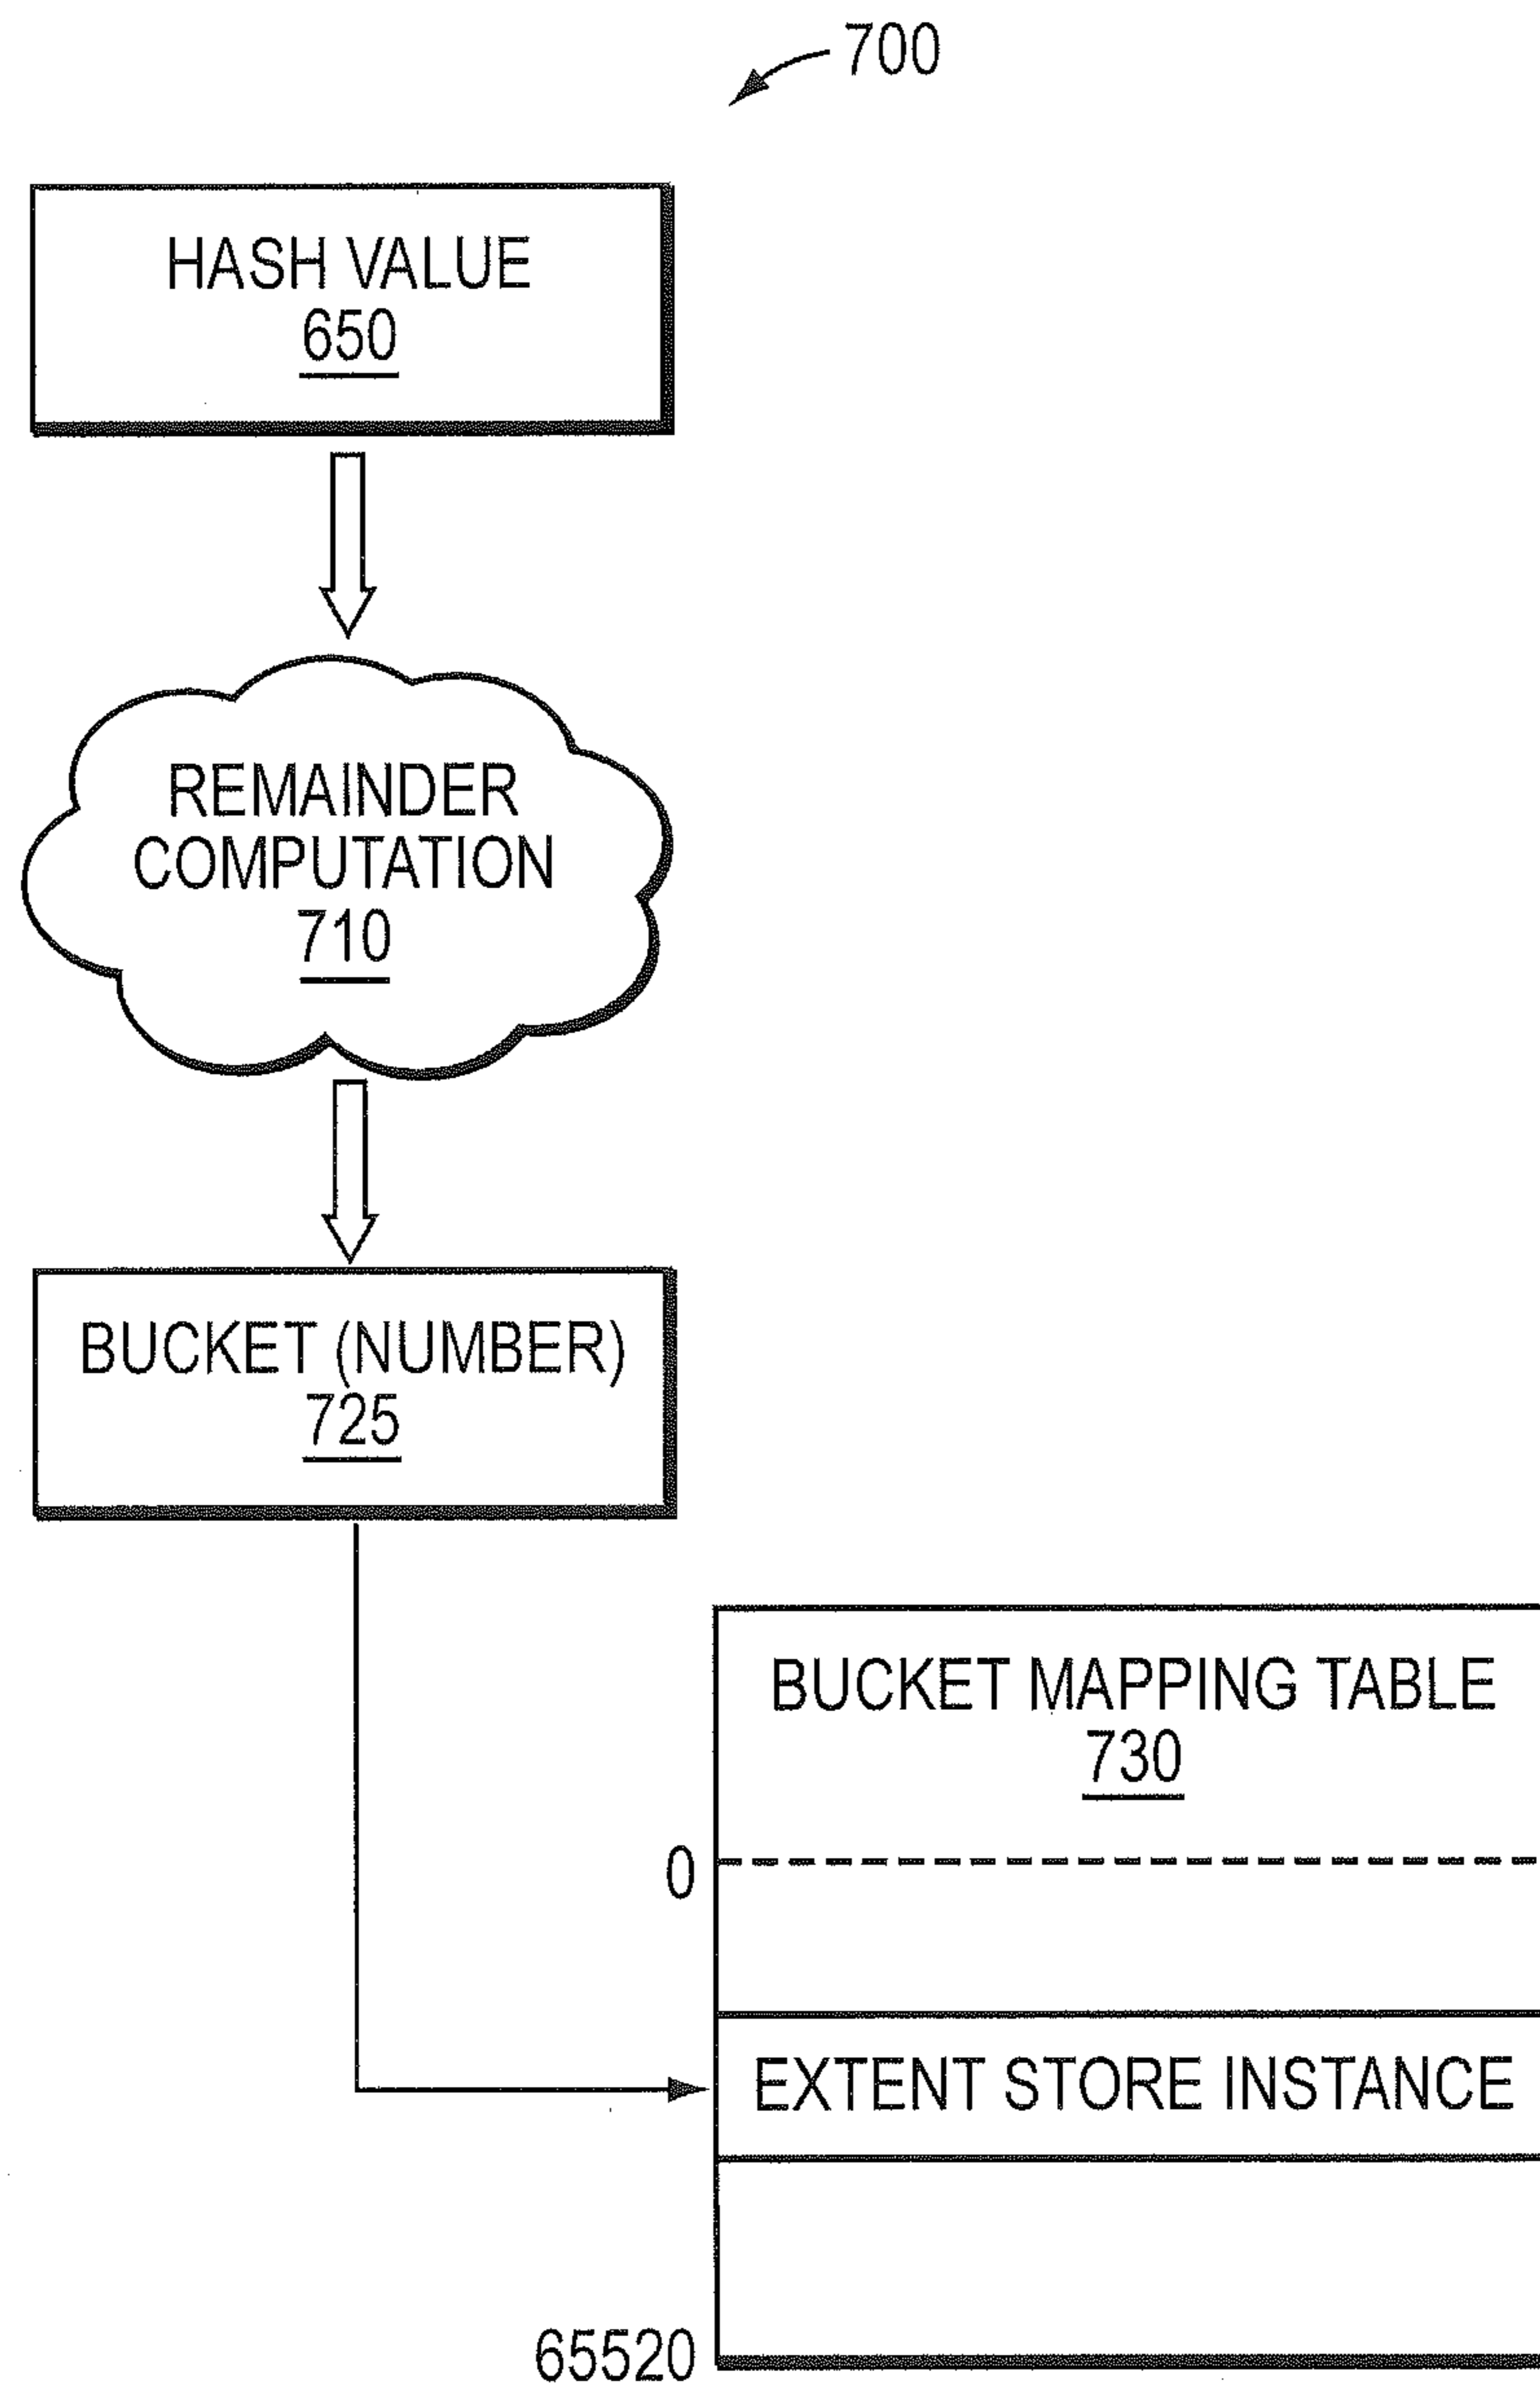 700
HASH VALUE
650
REMAINDER
COMPUTATION
710
BUCKET (NUMBER)
725
BUCKET MAPPING TABLE
730
0
EXTENT STORE INSTANCE
65520